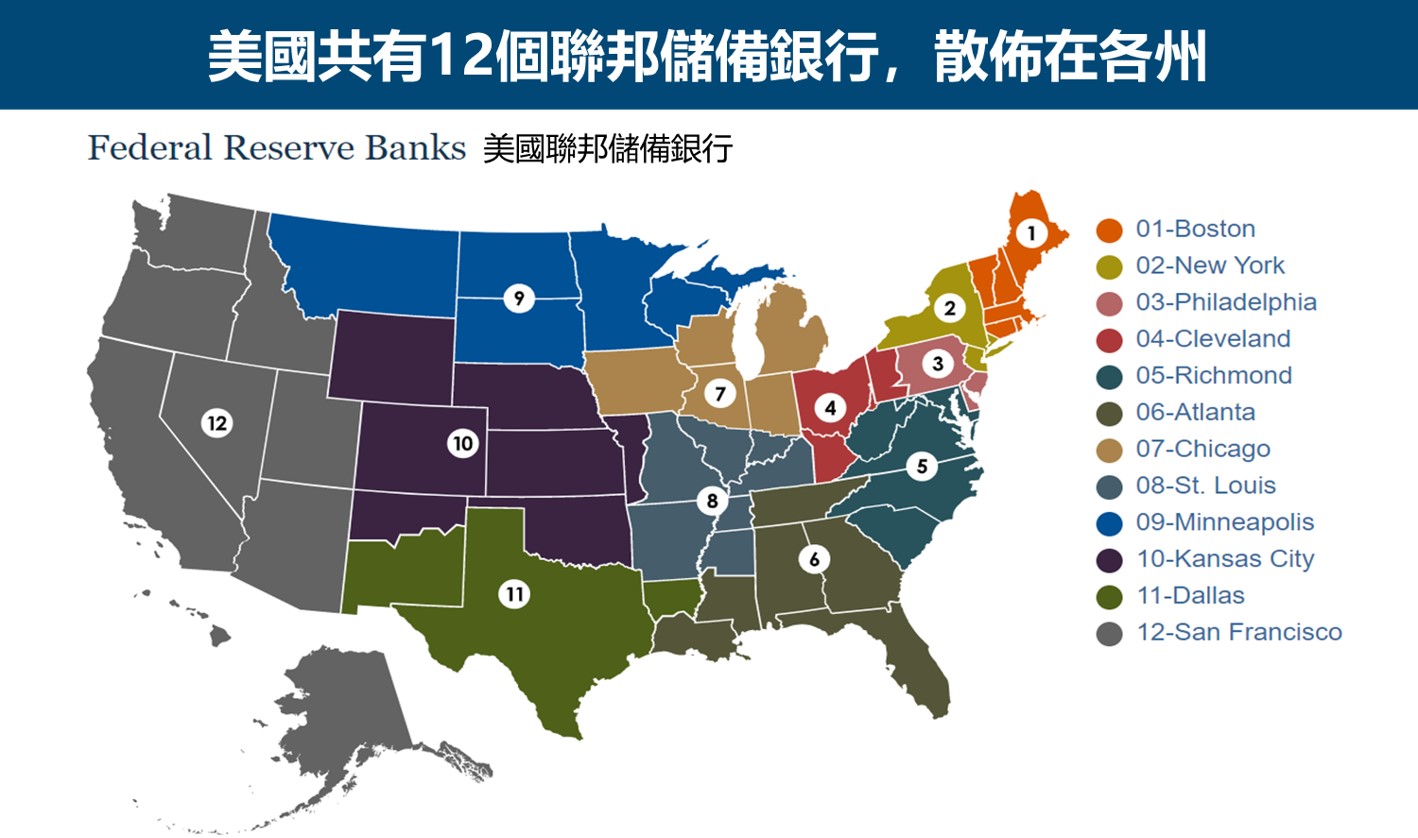 美國共有12個聯邦儲備銀行，散佈在各州
Federal Reserve Banks 美國聯邦儲備銀行
1
2
3
4
5
6
7
8
9
10
11
12
01-Boston
02-New York
03-Philadelphia
04-Cleveland
05-Richmond
06-Atlanta
07-Chicago
08-St. Louis
09-Minneapolis
10-Kansas City
11-Dallas
12-San Francisco